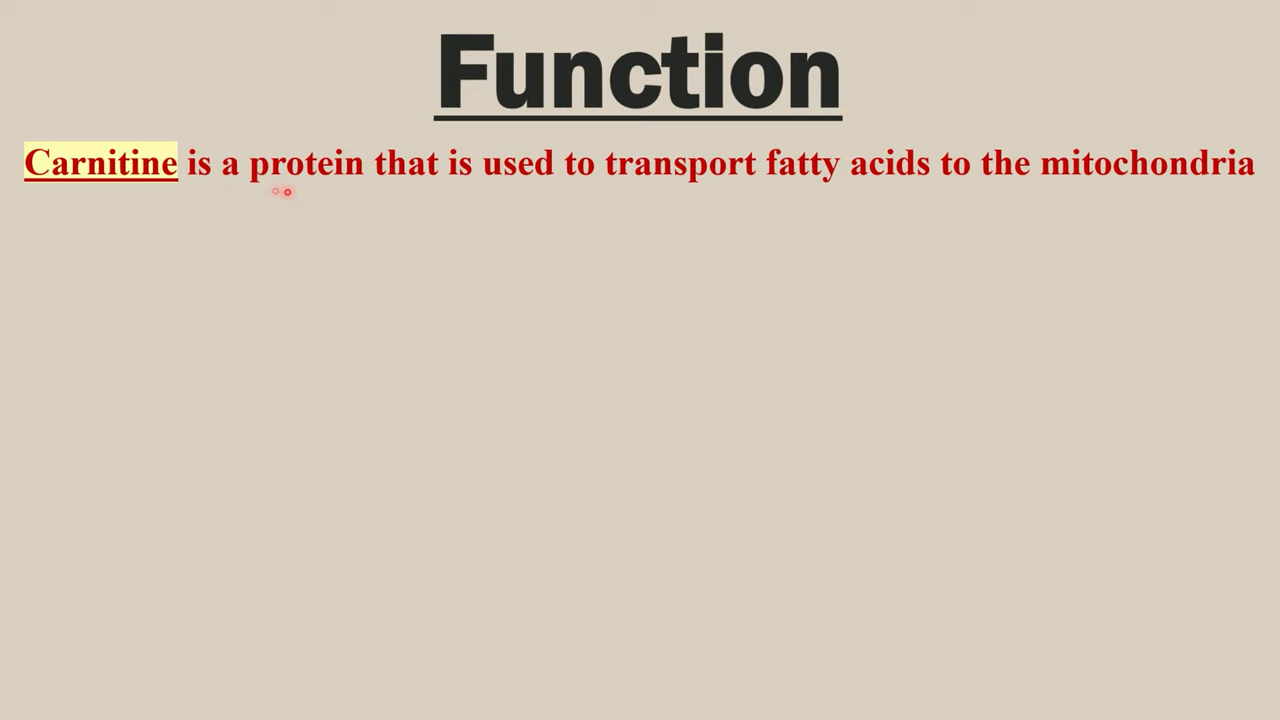 Function
Carnitine is a protein that is used to transport fatty acids to the mitochondria